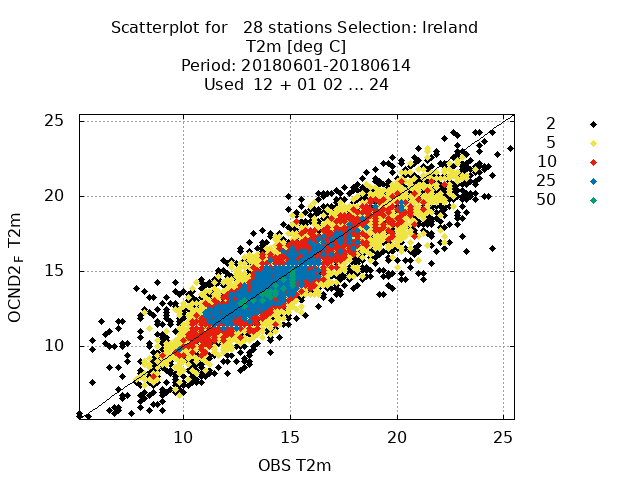 Scatterplot for 28 stations Selection: Ireland
T2m [deg C]
Period: 20180601-20180614
Used 12 + 01 02 ... 24
2
5
10
25
50
OCND2_F T2m
25
20
15
10
10 15 20 25
OBS T2m